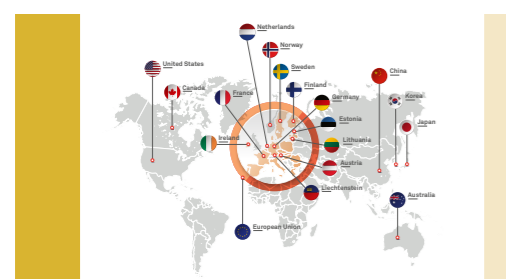 Netherlands
Norway
United States
Sweden
China
Canada
Finland
France
Germany
Korea
Estonia
Japan
Ireland
Lithuania
Austria
Liechtenstein
Australia
European Union